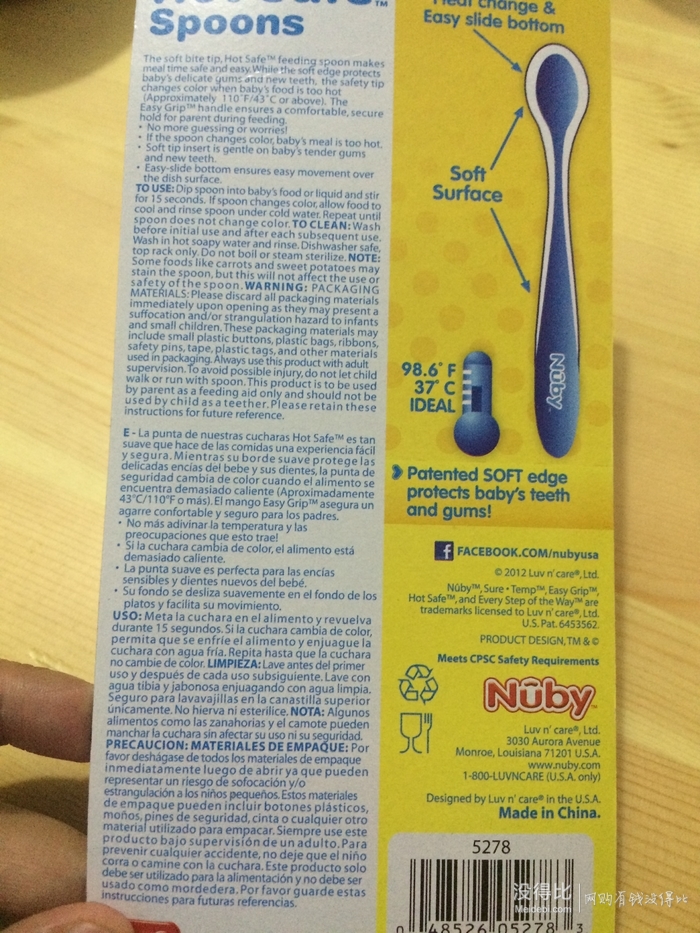 Hot Safe™
Spoons
The soft bite tip, Hot Safe™ feeding spoon makes
meal time safe and easy. While the soft edge protects
baby's delicate gums and new teeth, the safety tip
changes color when baby's food is too hot
(Approximately 110˚F/43˚C or above). The
Easy Grip™ handle ensures a comfortable, secure
hold for parent during feeding.
• No more guessing or worries!
• If the spoon changes color, baby's meal is too hot.
• Soft tip insert is gentle on baby's tender gums
and new teeth.
• Easy-slide bottom ensures easy movement over
the dish surface.
TO USE: Dip spoon into baby's food or liquid and stir
for 15 seconds. If spoon changes color, allow food to
cool and rinse spoon under cold water. Repeat until
spoon does not change color. TO CLEAN: Wash
before initial use and after each subsequent use.
Wash in hot soapy water and rinse. Dishwasher safe,
top rack only. Do not boil or steam sterilize. NOTE:
Some foods like carrots and sweet potatoes may
stain the spoon, but this will not affect the use or
safety of the spoon. WARNING: PACKAGING
MATERIALS: Please discard all packaging materials
immediately upon opening as they may present a
suffocation and/or strangulation hazard to infants
and small children. These packaging materials may
include small plastic buttons, plastic bags, ribbons,
safety pins, tape, plastic tags, and other materials
used in packaging. Always use this product with adult
supervision. To avoid possible injury, do not let child
walk or run with spoon. This product is to be used
by parent as a feeding aid only and should not be
used by child as a teether. Please retain these
instructions for future reference.
E - La punta de nuestras cucharas Hot Safe™ es tan
suave que hace de las comidas una experiencia fácil
y segura. Mientras su borde suave protege las
delicadas encías del bebe y sus dientes, la punta de
seguridad cambia de color cuando el alimento se
encuentra demasiado caliente (Aproximadamente
43˚C/110˚F o más). El mango Easy Grip™ asegura un
agarre confortable y seguro para los padres.
• No más adivinar la temperatura y las
preocupaciones que esto trae!
• Si la cuchara cambia de color, el alimento está
demasiado caliente.
• La punta suave es perfecta para las encías
sensibles y dientes nuevos del bebé.
• Su fondo se desliza suavemente en el fondo de los
platos y facilita su movimiento.
USO: Meta la cuchara en el alimento y revuelva
durante 15 segundos. Si la cuchara cambia de color,
permita que se enfríe el alimento y enjuague la
cuchara con agua fría. Repita hasta que la cuchara
no cambie de color. LIMPIEZA: Lave antes del primer
uso y después de cada uso subsiguiente. Lave con
agua tibia y jabonosa enjuagando con agua limpia.
Seguro para lavavajillas en la canastilla superior
únicamente. No hierva ni esterilice. NOTA: Algunos
alimentos como las zanahorias y el camote pueden
manchar la cuchara sin afectar su uso ni su seguridad.
PRECAUCION: MATERIALES DE EMPAQUE: Por
favor deshágase de todos los materiales de empaque
inmediatamente luego de abrir ya que pueden
representar un riesgo de sofocación y/o
estrangulación a los niños pequeños. Estos materiales
de empaque pueden incluir botones plásticos,
moños, pines de seguridad, cinta o cualquier otro
material utilizado para empacar. Siempre use este
producto bajo supervisión de un adulto. Para
prevenir cualquier accidente, no deje que el niño
corra o camine con la cuchara. Este producto solo
debe ser utilizado para la alimentación y no debe ser
usado como mordedera. Por favor guarde estas
instrucciones para futuras referencias.
Heat change &
Easy slide bottom
Soft
Surface
Nûby
98.6˚ F
37˚ C
IDEAL
Patented SOFT edge
protects baby's teeth
and gums!
f FACEBOOK.COM/nubyusa
© 2012 Luv n' care®, Ltd.
Nûby™, Sure • Temp™, Easy Grip™,
Hot Safe™, and Every Step of the Way™ are
trademarks licensed to Luv n' care®, Ltd.
U.S. Pat. 6453562.
PRODUCT DESIGN, TM & ©
Meets CPSC Safety Requirements
Nûby™
Luv n' care®, Ltd.
3030 Aurora Avenue
Monroe, Louisiana 71201 U.S.A.
www.nuby.com
1-800-LUVNCARE (U.S.A. only)
Designed by Luv n' care® in the U.S.A.
Made in China.
5278
0 48526 05278 3
没得比
Meidebi.com
网购有钱没得比